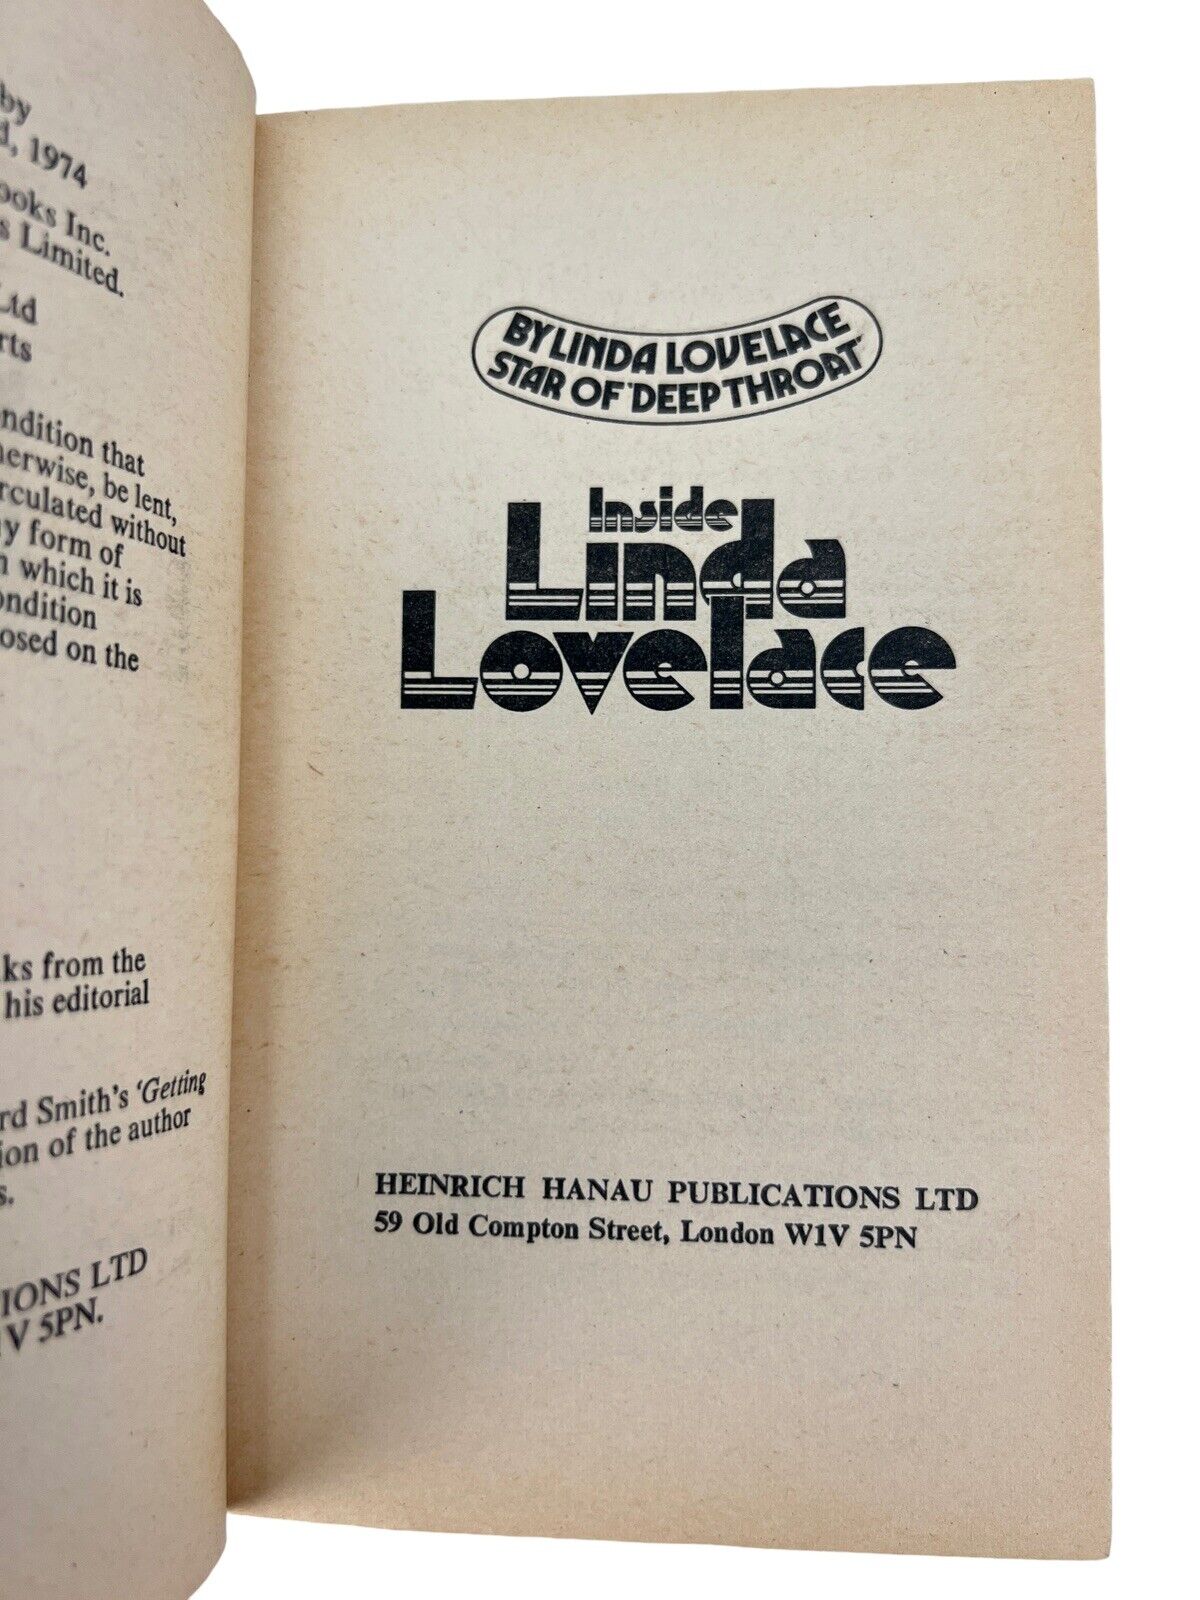 by
1974
ooks Inc.
s Limited.
Ltd
rts
ndition that
herwise, be lent,
rculated without
ny form of
n which it is
ondition
osed on the
ks from the
his editorial
rd Smith's 'Getting
ion of the author
s.
IONS LTD
V 5PN.
BY LINDA LOVELACE
STAR OF 'DEEP THROAT'
Inside
Linda
Lovelace
HEINRICH HANAU PUBLICATIONS LTD
59 Old Compton Street, London W1V 5PN